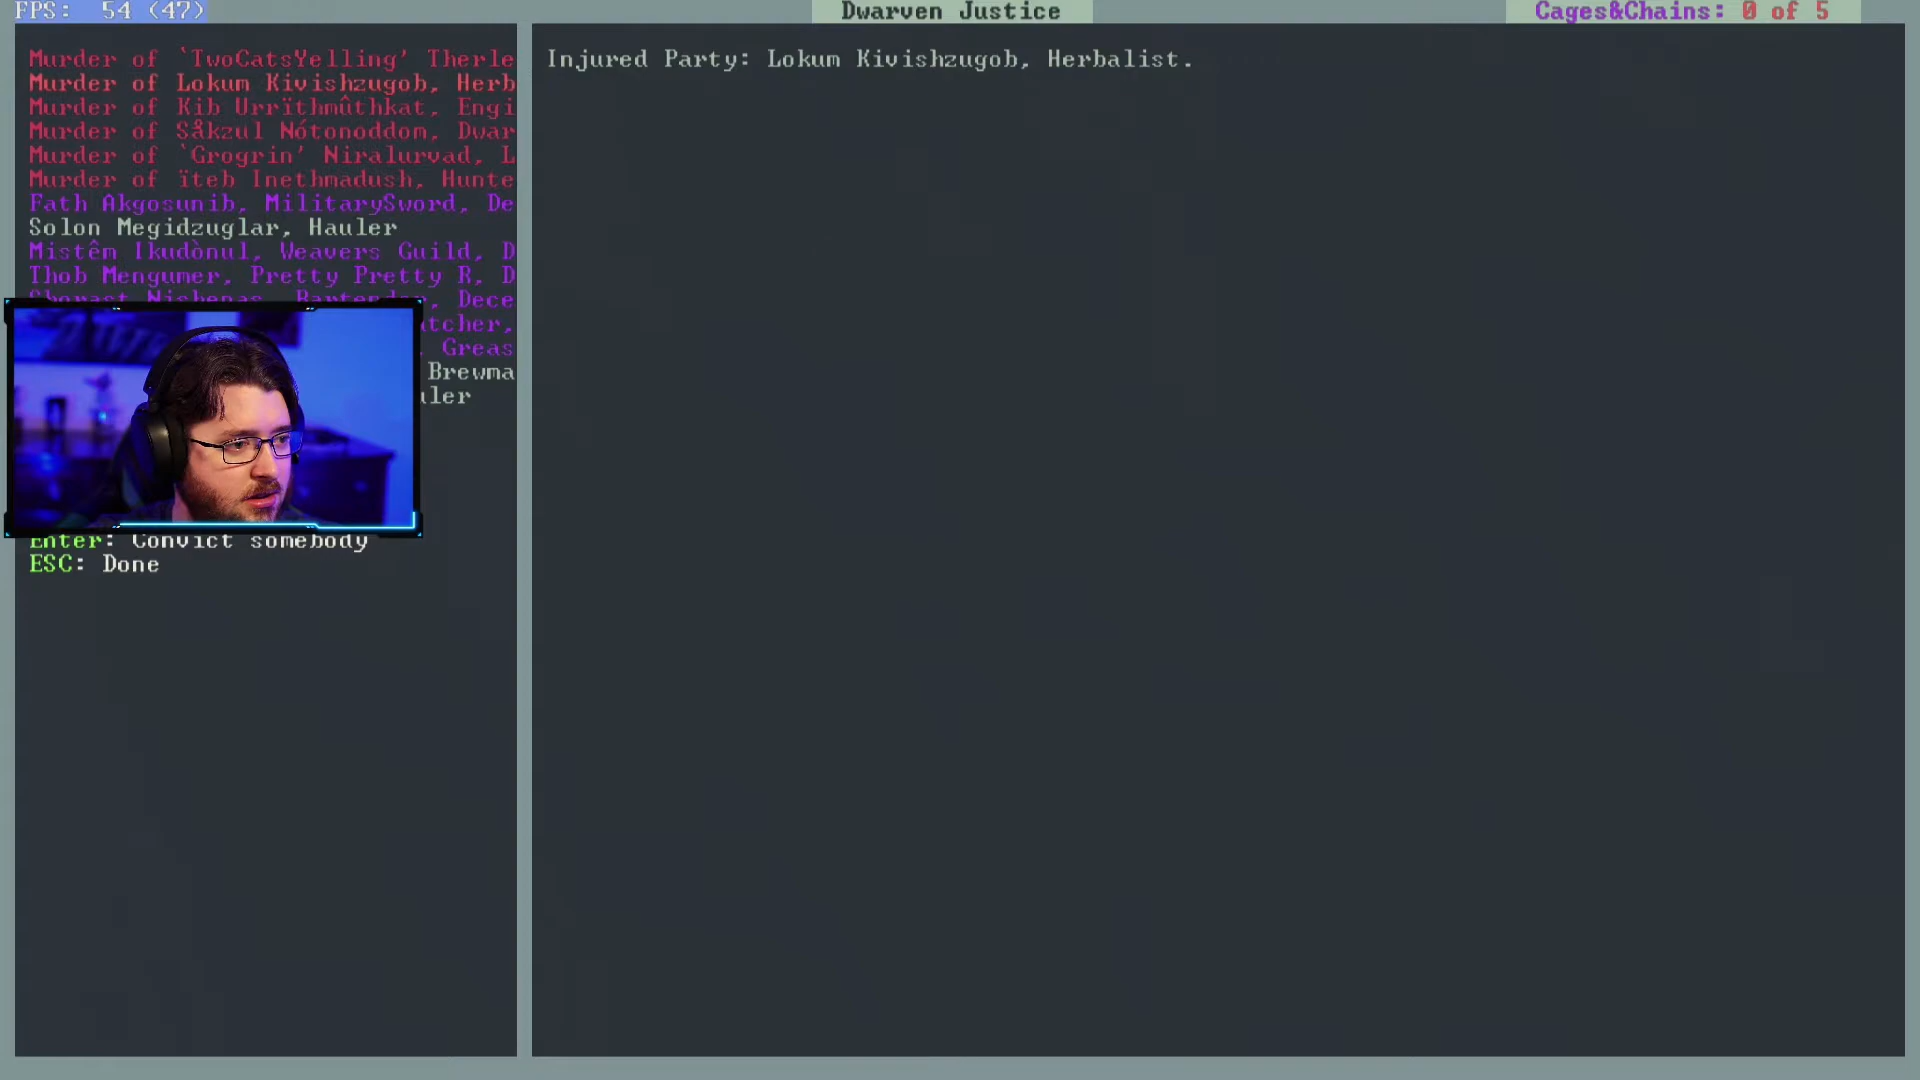 FPS: 54 (47)
Dwarven Justice
Cages&Chains: 0 of 5
Murder of `TwoCatsYelling' Therle
Murder of Lokum Kivishzugob, Herb
Murder of Kib Urrïthmûthkat, Engi
Murder of Såkzul Nótonoddom, Dwar
Murder of `Grogrin' Niralurvad, L
Murder of ïteb Inethmadush, Hunte
Fath Akgosunib, MilitarySword, De
Solon Megidzuglar, Hauler
Mistêm Ikudònul, Weavers Guild, D
Thob Mengumer, Pretty Pretty R, D
Bartender, Dece
tcher,
, Greas
Brewma
uler
Enter: Convict somebody
ESC: Done
Injured Party: Lokum Kivishzugob, Herbalist.